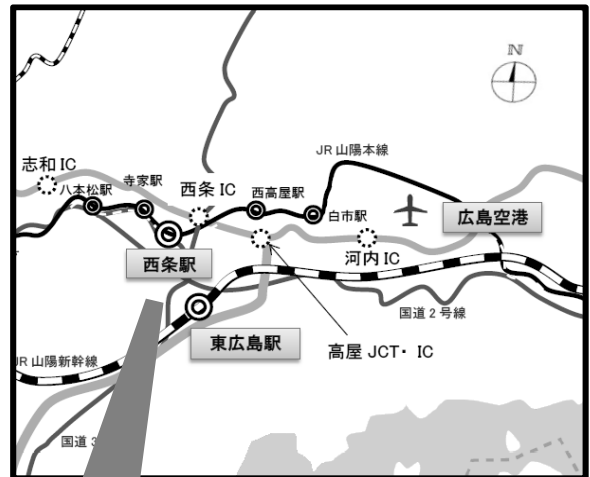 N
JR 山陽本線
志和 IC
寺家駅
八本松駅
西条 IC
西高屋駅
白市駅
広島空港
西条駅
河内 IC
国道２号線
東広島駅
高屋 JCT・ IC
JR 山陽新幹線
国道